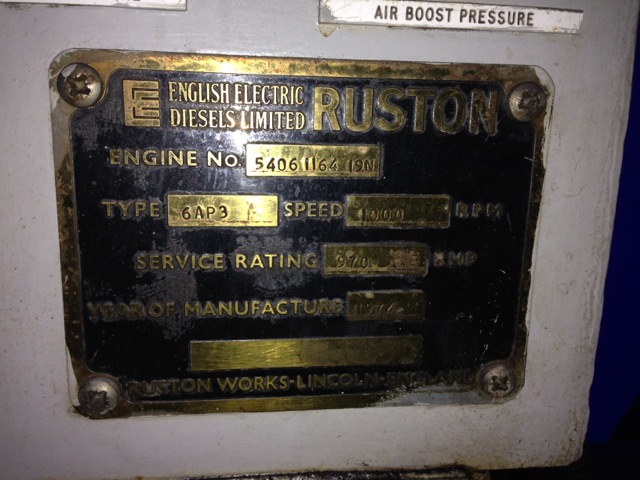 AIR BOOST PRESSURE
EE ENGLISH ELECTRIC
DIESELS LIMITED RUSTON
ENGINE No. 5406 1164 19N
TYPE 6AP3 SPEED 1000 RPM
SERVICE RATING 970 BHP
YEAR OF MANUFACTURE
RUSTON WORKS-LINCOLN-ENGLAND